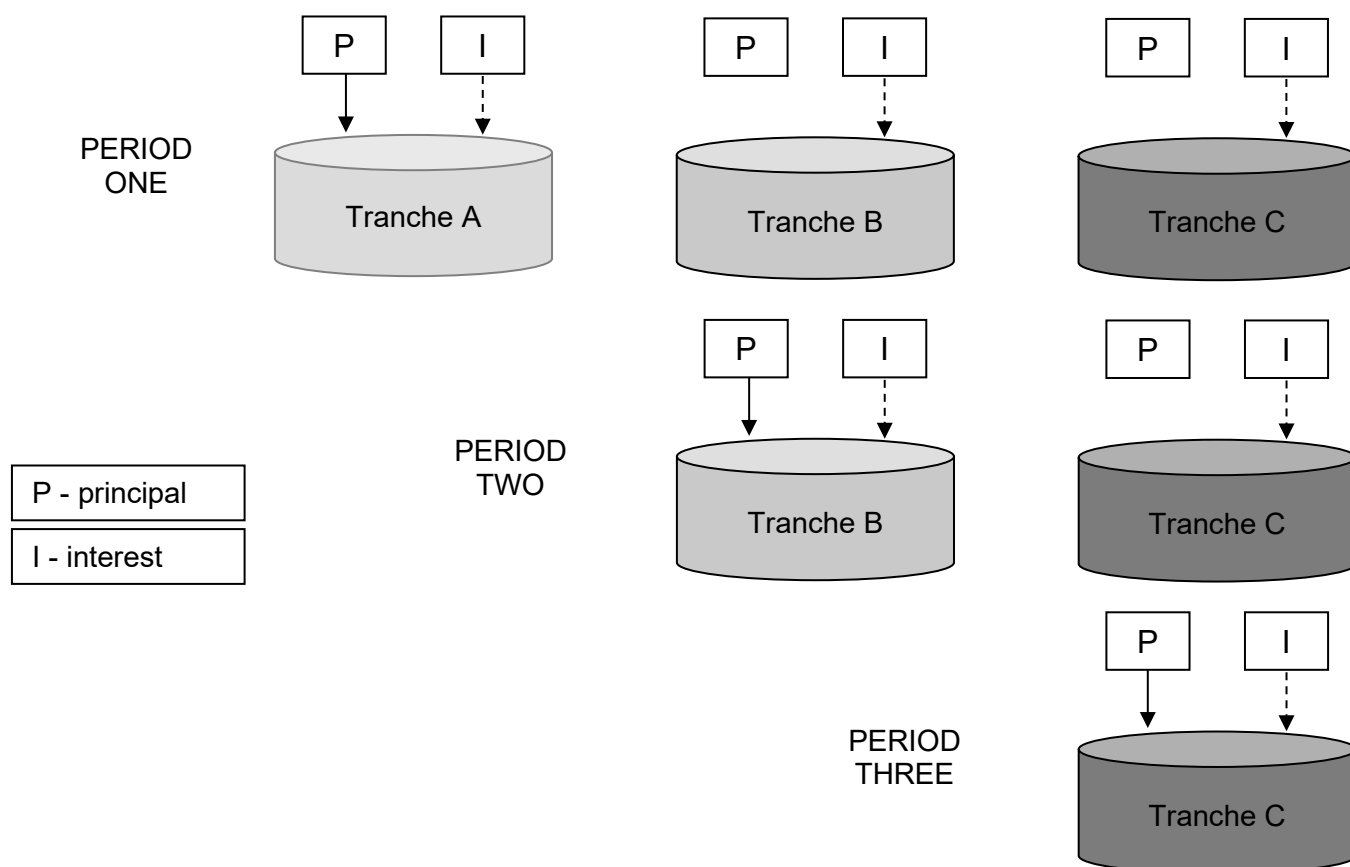 P I P I P I
PERIOD
ONE
Tranche A Tranche B Tranche C
P I P I
PERIOD
TWO
P - principal
I - interest
Tranche B Tranche C
P I
PERIOD
THREE
Tranche C